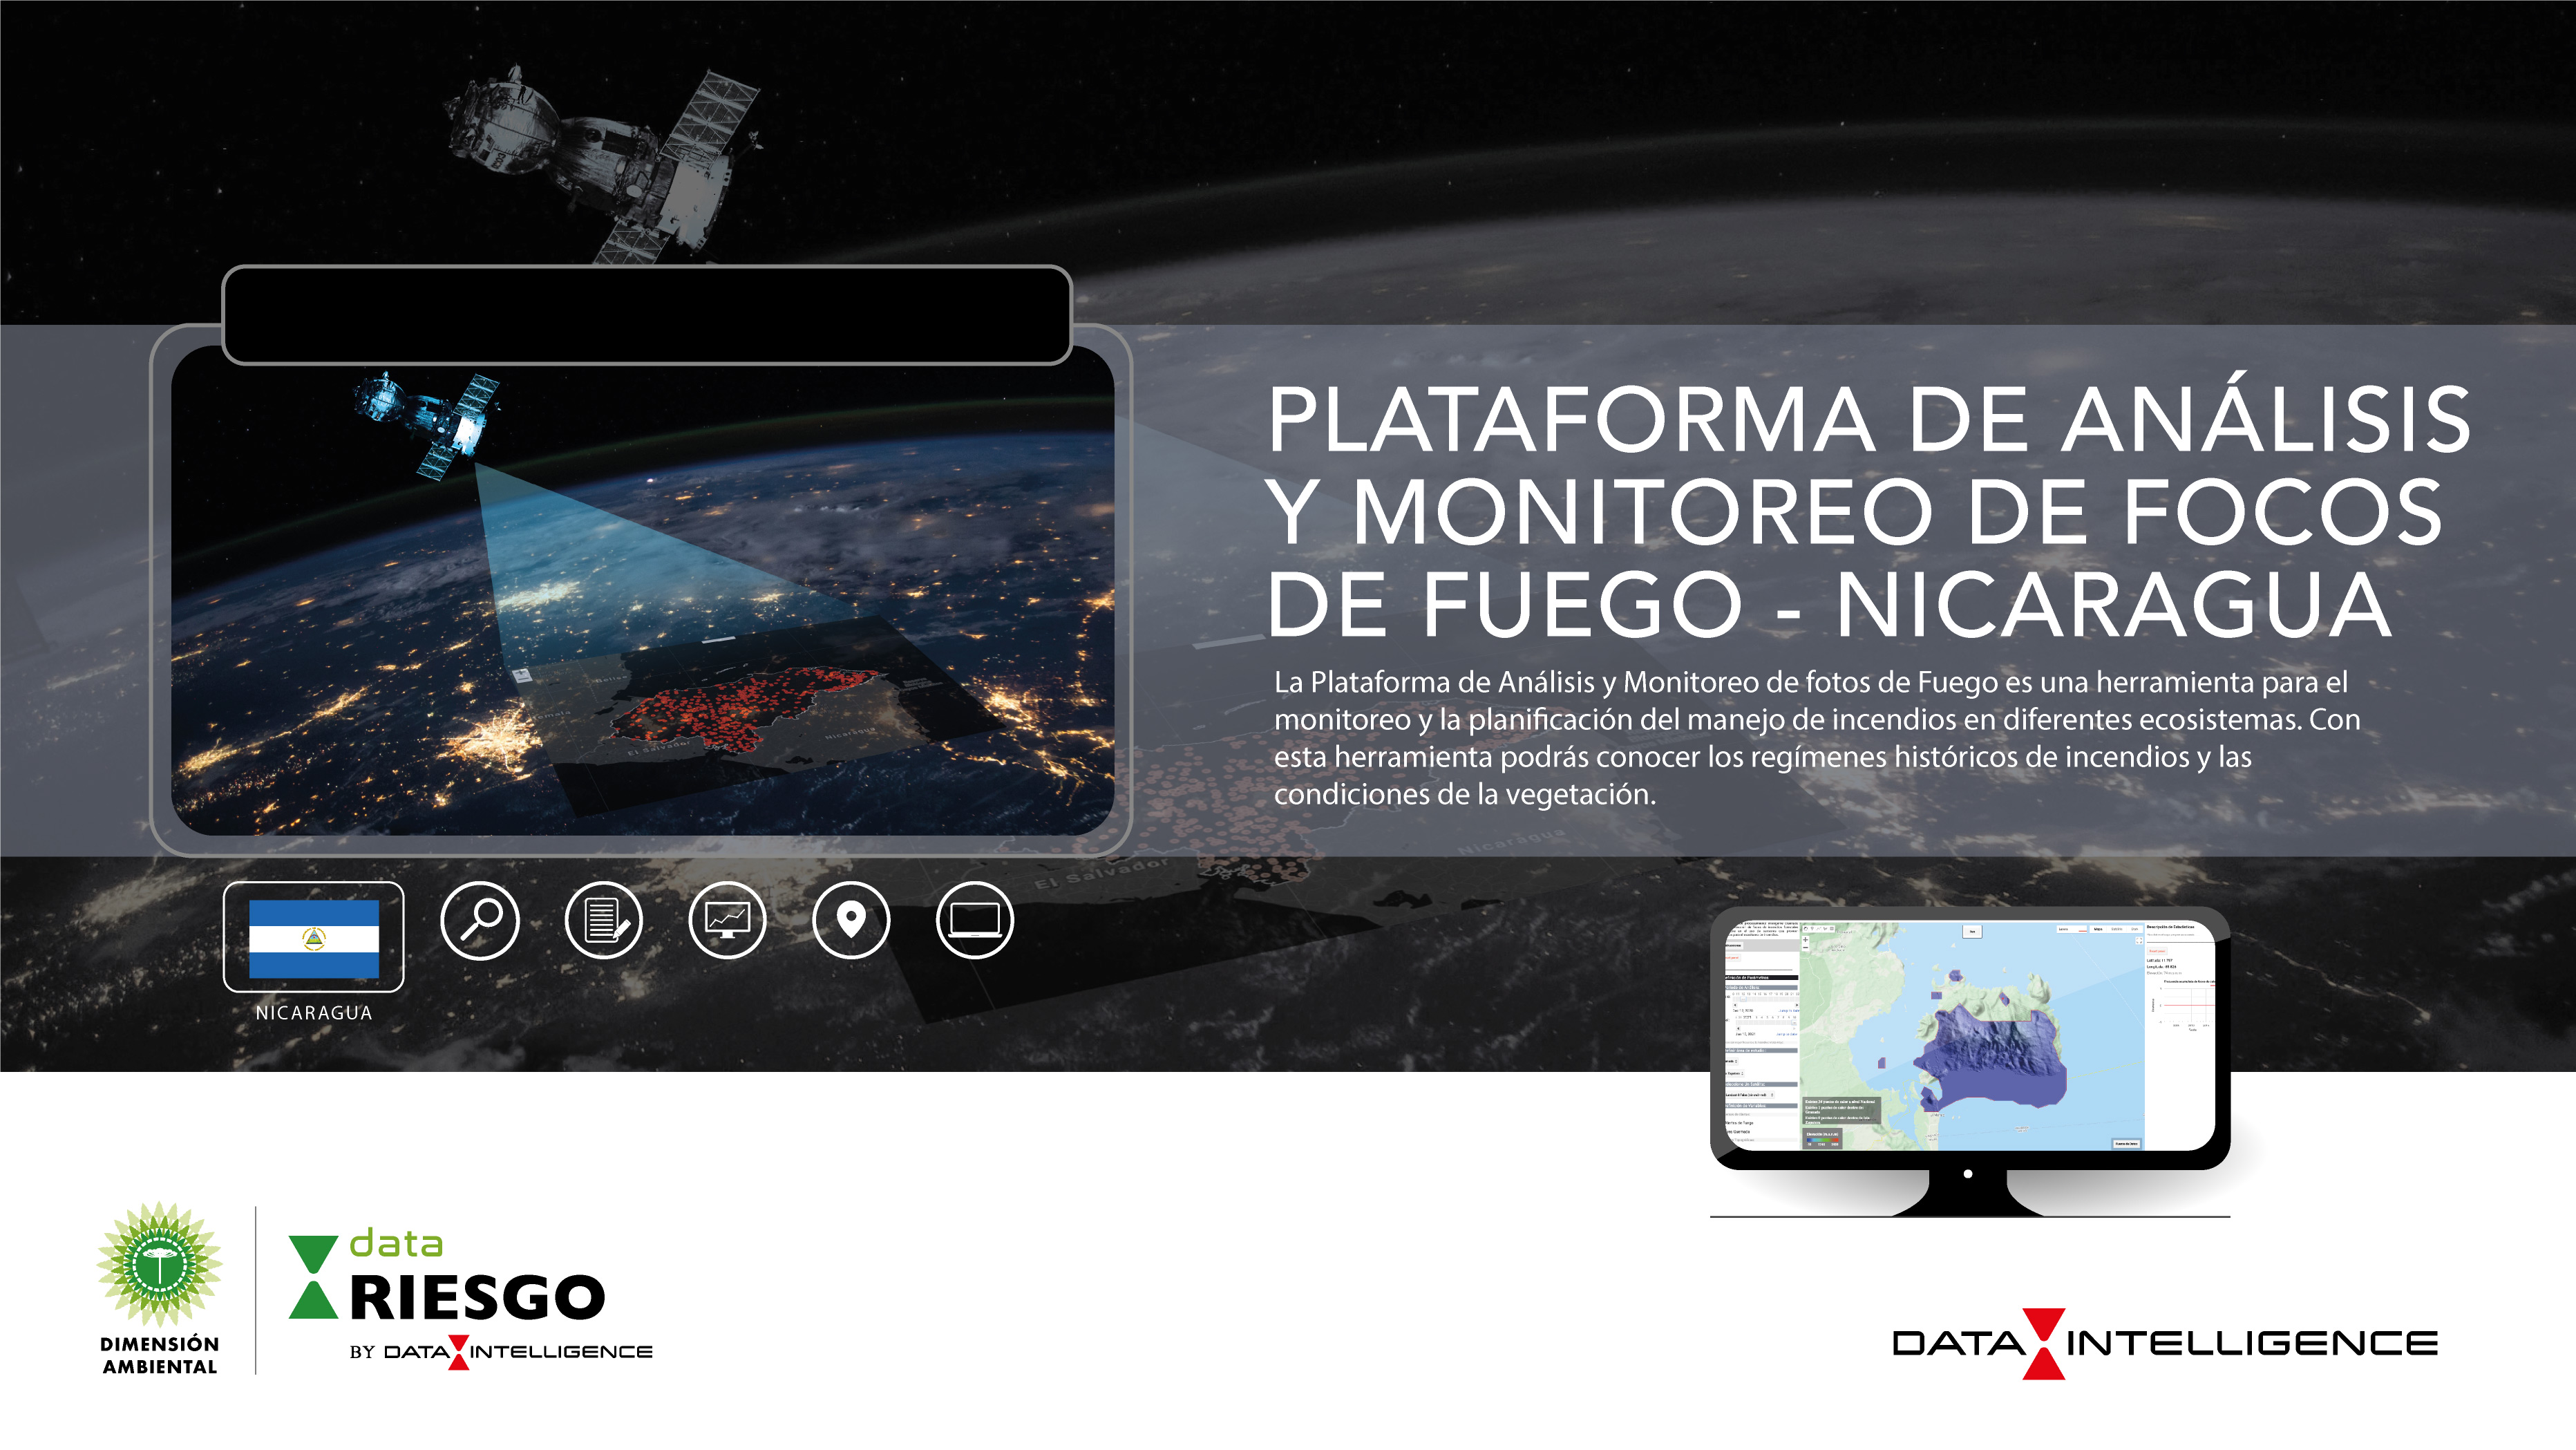 PLATAFORMA DE ANÁLISIS
Y MONITOREO DE FOCOS
DE FUEGO - NICARAGUA
La Plataforma de Análisis y Monitoreo de fotos de Fuego es una herramienta para el
monitoreo y la planificación del manejo de incendios en diferentes ecosistemas. Con
esta herramienta podrás conocer los regímenes históricos de incendios y las
condiciones de la vegetación.
El Salvador
Nicaragua
El Salvador
Nicaragua
NICARAGUA
DIMENSIÓN
AMBIENTAL
data
RIESGO
BY DATA INTELLIGENCE
DATA INTELLIGENCE